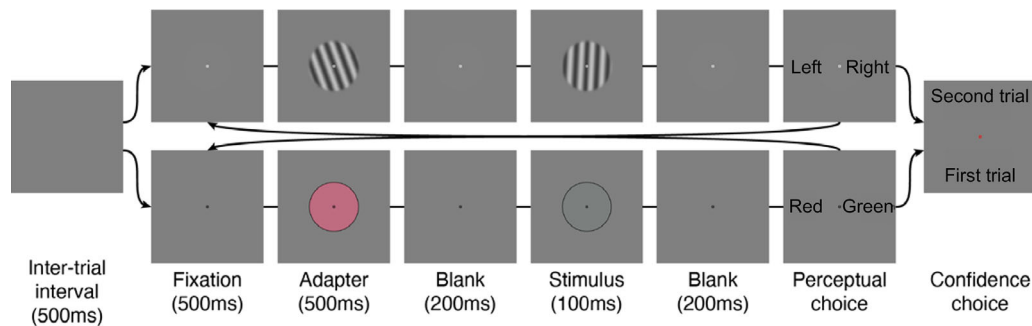 Left Right
Second trial
First trial
Red Green
Inter-trial
interval
(500ms)
Fixation
(500ms)
Adapter
(500ms)
Blank
(200ms)
Stimulus
(100ms)
Blank
(200ms)
Perceptual
choice
Confidence
choice